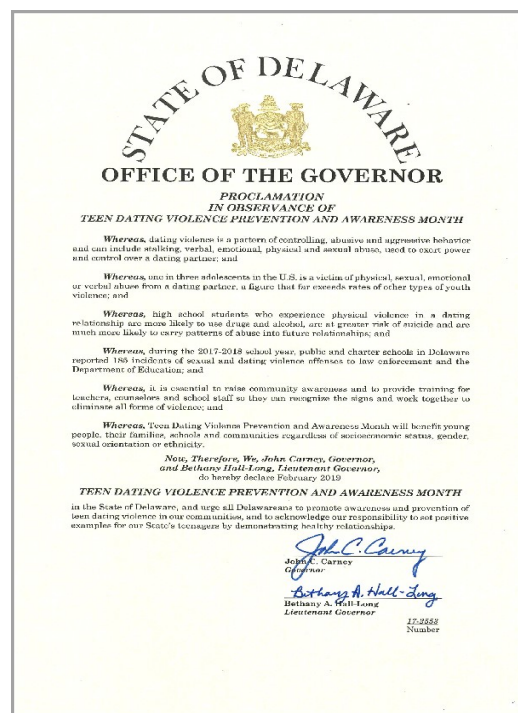 STATE OF DELAWARE
OFFICE OF THE GOVERNOR
PROCLAMATION
IN OBSERVANCE OF
TEEN DATING VIOLENCE PREVENTION AND AWARENESS MONTH
Whereas, dating violence is a pattern of controlling, abusive and aggressive behavior
and can include stalking, verbal, emotional, physical and sexual abuse, used to exert power
and control over a dating partner; and
Whereas, one in three adolescents in the U.S. is a victim of physical, sexual, emotional
or verbal abuse from a dating partner, a figure that far exceeds rates of other types of youth
violence; and
Whereas, high school students who experience physical violence in a dating
relationship are more likely to use drugs and alcohol, are at greater risk of suicide and are
much more likely to carry patterns of abuse into future relationships; and
Whereas, during the 2017-2018 school year, public and charter schools in Delaware
reported 185 incidents of sexual and dating violence offenses to law enforcement and the
Department of Education; and
Whereas, it is essential to raise community awareness and to provide training for
teachers, counselors and school staff so they can recognize the signs and work together to
eliminate all forms of violence; and
Whereas, Teen Dating Violence Prevention and Awareness Month will benefit young
people, their families, schools and communities regardless of socioeconomic status, gender,
sexual orientation or ethnicity.
Now, Therefore, We, John Carney, Governor,
and Bethany Hall-Long, Lieutenant Governor,
do hereby declare February 2019
TEEN DATING VIOLENCE PREVENTION AND AWARENESS MONTH
in the State of Delaware, and urge all Delawareans to promote awareness and prevention of
teen dating violence in our communities, and to acknowledge our responsibility to set positive
examples for our State's teenagers by demonstrating healthy relationships.
John C. Carney
John C. Carney
Governor
Bethany A. Hall-Long
Bethany A. Hall-Long
Lieutenant Governor
17-2553
Number